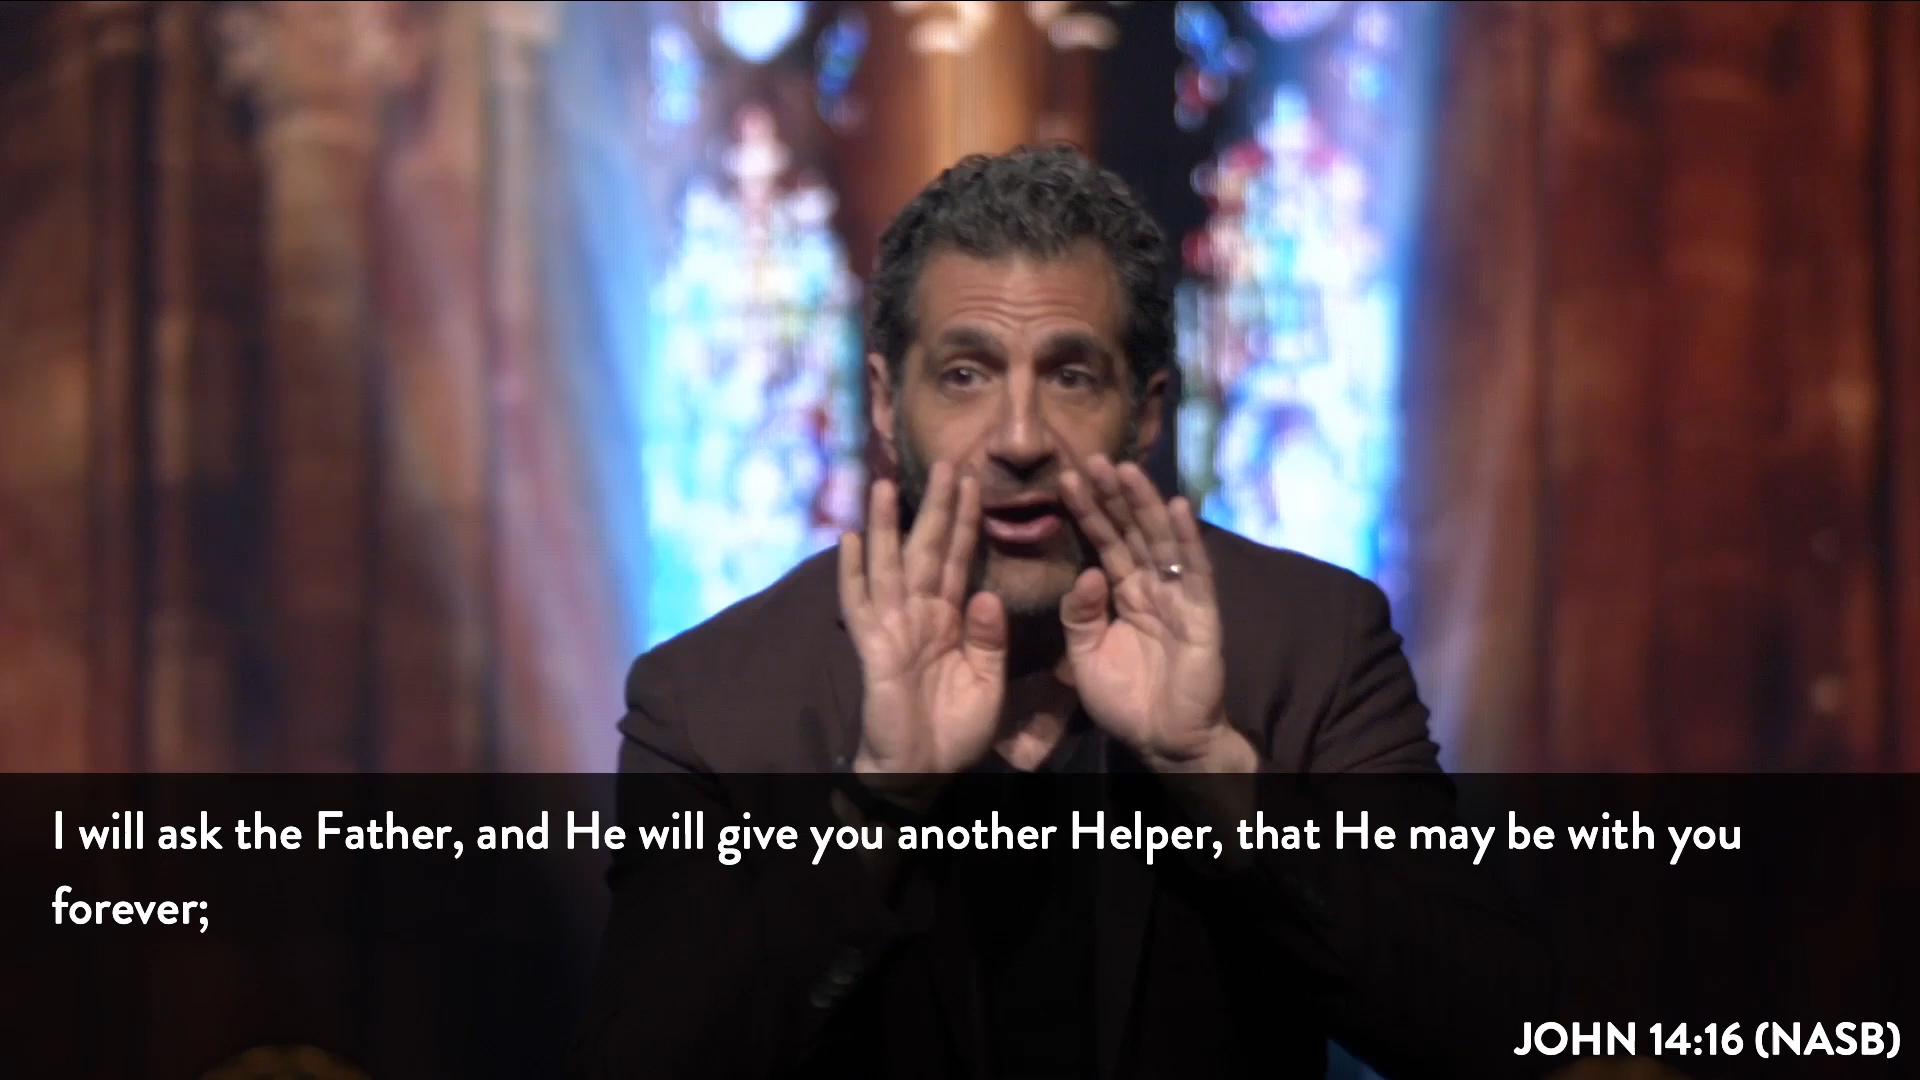 I will ask the Father, and He will give you another Helper, that He may be with you
forever;
JOHN 14:16 (NASB)